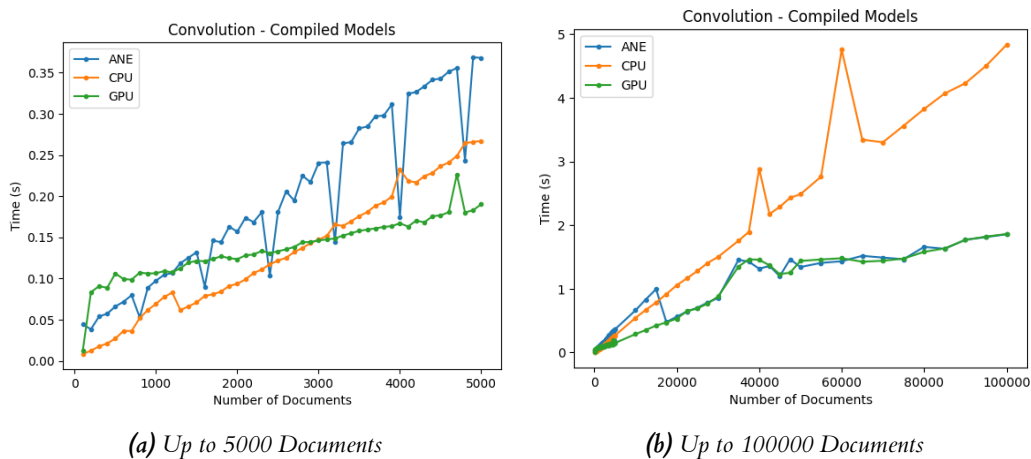 Convolution - Compiled Models
ANE
CPU
GPU
0.35
0.30
0.25
0.20
0.15
0.10
0.05
0.00
Time (s)
0 1000 2000 3000 4000 5000
Number of Documents
(a) Up to 5000 Documents
Convolution - Compiled Models
ANE
CPU
GPU
5
4
3
2
1
0
Time (s)
0 20000 40000 60000 80000 100000
Number of Documents
(b) Up to 100000 Documents